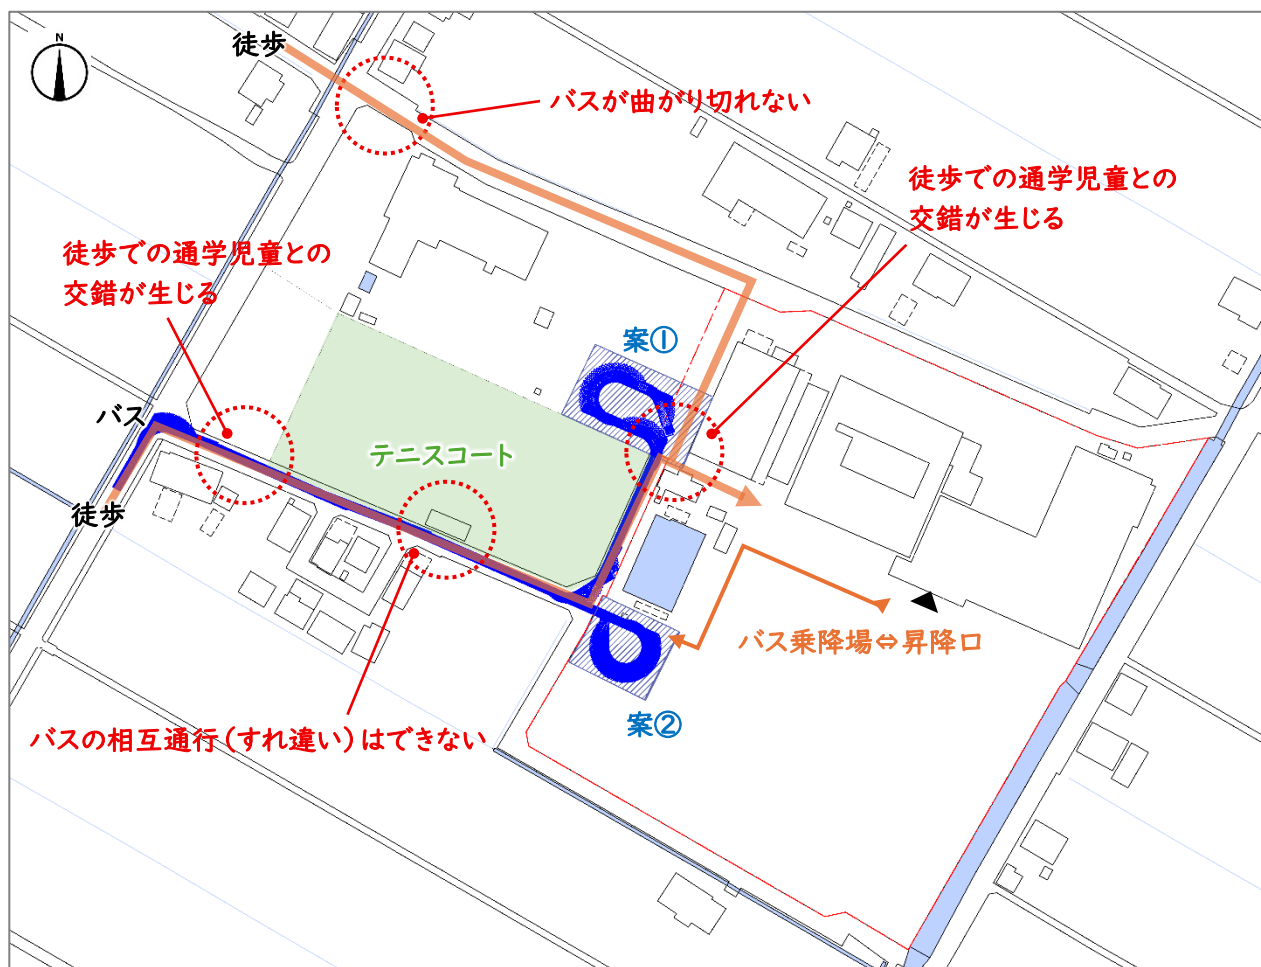 N
徒歩
バスが曲がり切れない
徒歩での通学児童との
交錯が生じる
徒歩での通学児童との
交錯が生じる
案①
バス
テニスコート
徒歩
バス乗降場⇔昇降口
案②
バスの相互通行（すれ違い）はできない